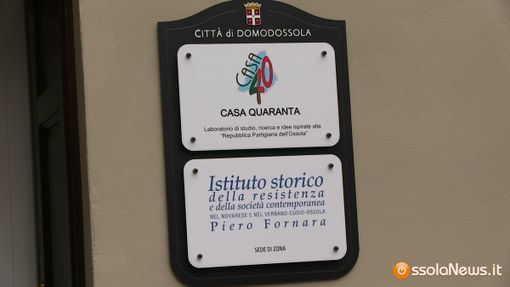 CITTÀ di DOMODOSSOLA
CASA
40
CASA QUARANTA
Laboratorio di studio, ricerca e idee ispirate alla
"Repubblica Partigiana dell'Ossola"
Istituto storico
della resistenza
e della società contemporanea
NEL NOVARESE E NEL VERBANO-CUSIO-OSSOLA
Piero Fornara
SEDE DI ZONA
OssolaNews.it